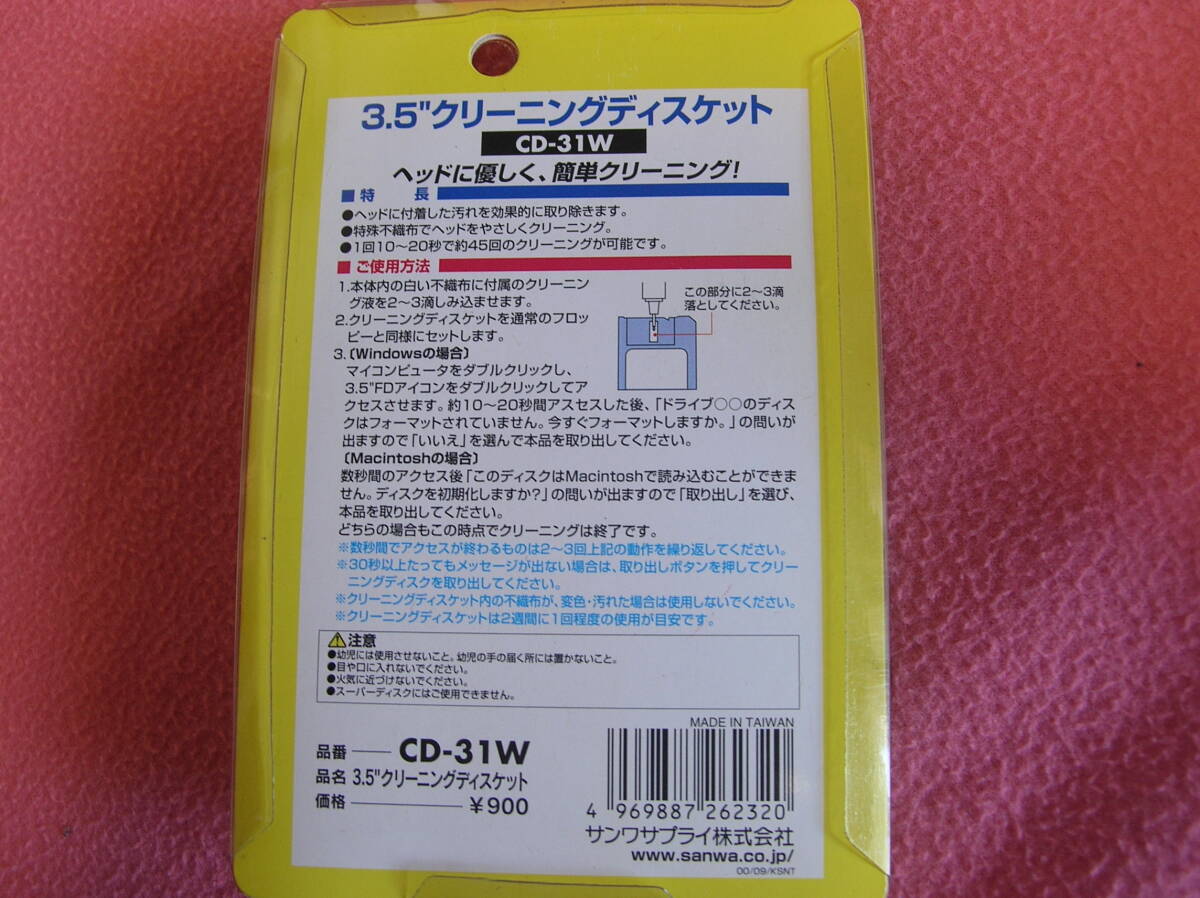 3.5"クリーニングディスケット
CD-31W
ヘッドに優しく、簡単クリーニング!
■特 長
●ヘッドに付着した汚れを効果的に取り除きます。
●特殊不織布でヘッドをやさしくクリーニング。
●1回10～20秒で約45回のクリーニングが可能です。
■ご使用方法
1.本体内の白い不織布に付属のクリーニン
グ液を2～3滴しみ込ませます。
この部分に2～3滴
落としてください。
2.クリーニングディスケットを通常のフロッ
ピーと同様にセットします。
3.〔Windowsの場合〕
マイコンピュータをダブルクリックし、
3.5"FDアイコンをダブルクリックしてア
クセスさせます。約10～20秒間アスセスした後、「ドライブ○○のディス
クはフォーマットされていません。今すぐフォーマットしますか。」の問いが
出ますので「いいえ」を選んで本品を取り出してください。
〔Macintoshの場合〕
数秒間のアクセス後「このディスクはMacintoshで読み込むことができま
せん。ディスクを初期化しますか?」の問いが出ますので「取り出し」を選び、
本品を取り出してください。
どちらの場合もこの時点でクリーニングは終了です。
※数秒間でアクセスが終わるものは2～3回上記の動作を繰り返してください。
※30秒以上たってもメッセージが出ない場合は、取り出しボタンを押してクリー
ニングディスクを取り出してください。
※クリーニングディスケット内の不織布が、変色・汚れた場合は使用しないでください。
※クリーニングディスケットは2週間に1回程度の使用が目安です。
注意
●幼児には使用させないこと。幼児の手の届く所には置かないこと。
●目や口に入れないでください。
●火気に近づけないでください。
●スーパーディスクにはご使用できません。
MADE IN TAIWAN
品番 CD-31W
品名 3.5"クリーニングディスケット
価格 ¥900
4 969887 262320
サンワサプライ株式会社
www.sanwa.co.jp/
00/09/KSNT